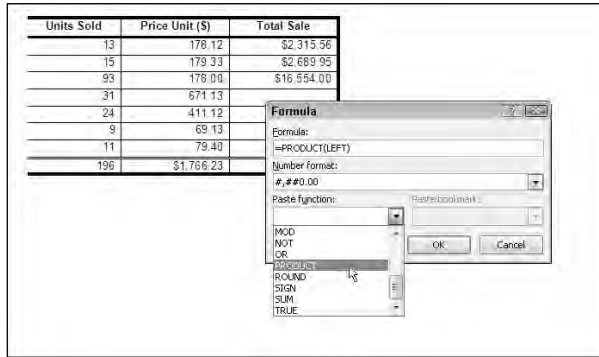 Units Sold Price Unit ($) Total Sale
13 178.12 $2,315.56
15 179.33 $2,689.95
93 178.00 $16,554.00
31 671.13
24 411.12
9 69.13
11 79.40
196 $1,766.23
Formula
Formula:
=PRODUCT(LEFT)
Number format:
#,##0.00
Paste function: Paste bookmark:
MOD
NOT
OR
PRODUCT
ROUND
SIGN
SUM
TRUE
OK Cancel